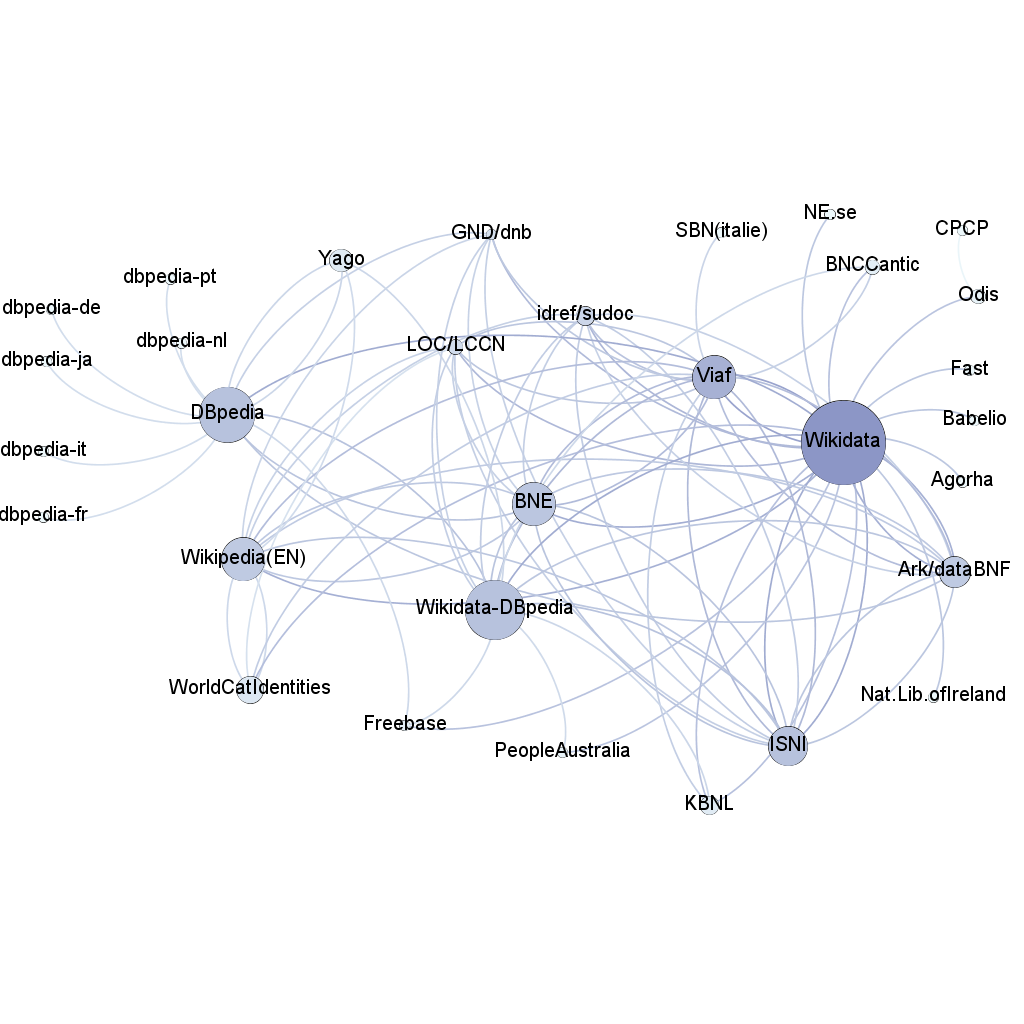 NE.se
CPCP
SBN(italie)
GND/dnb
Yago
BNCCantic
dbpedia-pt
Odis
dbpedia-de
idref/sudoc
dbpedia-nl
LOC/LCCN
dbpedia-ja
Fast
Viaf
DBpedia
Babelio
Wikidata
dbpedia-it
Agorha
BNE
dbpedia-fr
Wikipedia(EN)
Ark/dataBNF
Wikidata-DBpedia
WorldCatIdentities
Nat.Lib.ofIreland
Freebase
ISNI
PeopleAustralia
KBNL